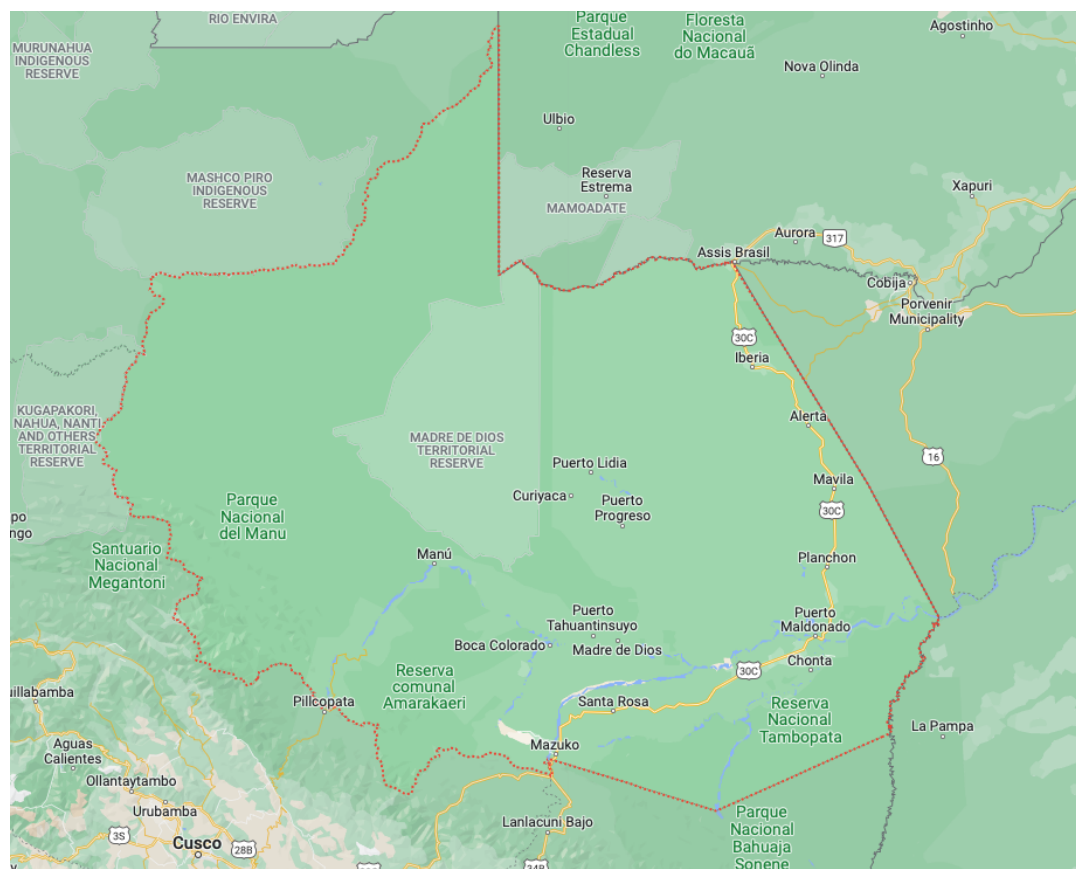 RIO ENVIRA
Parque
Estadual
Chandless
Floresta
Nacional
do Macauã
Agostinho
MURUNAHUA
INDIGENOUS
RESERVE
Nova Olinda
Ulbio
MASHCO PIRO
INDIGENOUS
RESERVE
Reserva
Estrema
MAMOADATE
Xapuri
Aurora
317
Assis Brasil
Cobija
Porvenir
Municipality
30C
Iberia
KUGAPAKORI,
NAHUA, NANTI
AND OTHERS
TERRITORIAL
RESERVE
Alerta
MADRE DE DIOS
TERRITORIAL
RESERVE
16
Puerto Lidia
Mavila
Curiyaca
Puerto
Progreso
30C
Parque
Nacional
del Manu
po
ngo
Santuario
Nacional
Megantoni
Manú
Planchon
Puerto
Tahuantinsuyo
Puerto
Maldonado
Boca Colorado
Madre de Dios
Chonta
30C
Reserva
comunal
Amarakaeri
uillabamba
Pillcopata
Santa Rosa
Reserva
Nacional
Tambopata
La Pampa
Aguas
Calientes
Mazuko
Ollantaytambo
Urubamba
Lanlacuni Bajo
Parque
Nacional
Bahuaja
Sonene
3S
Cusco
28B